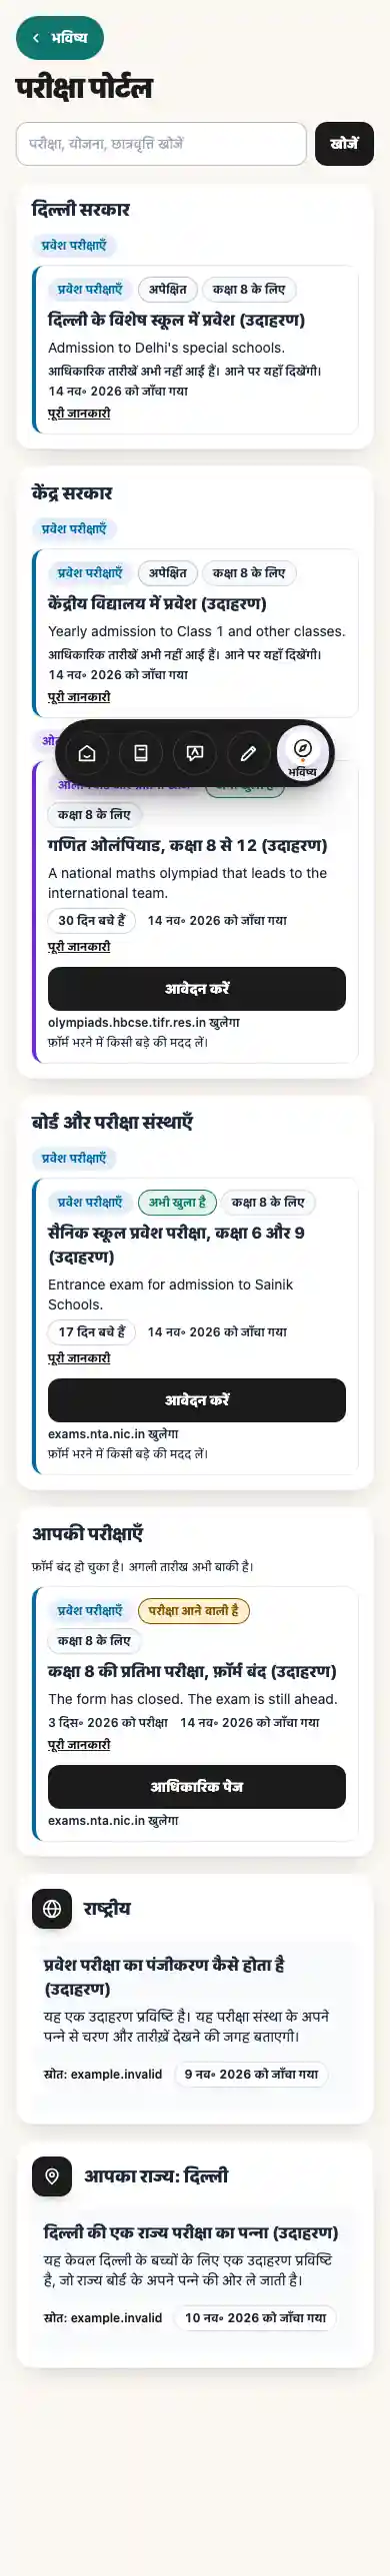 भविष्य
परीक्षा पोर्टल
परीक्षा, योजना, छात्रवृत्ति खोजें
खोजें
दिल्ली सरकार
प्रवेश परीक्षाएँ
प्रवेश परीक्षाएँ अपेक्षित कक्षा 8 के लिए
दिल्ली के विशेष स्कूल में प्रवेश (उदाहरण)
Admission to Delhi's special schools.
आधिकारिक तारीखें अभी नहीं आई हैं। आने पर यहाँ दिखेंगी।
14 नव॰ 2026 को जाँचा गया
पूरी जानकारी
केंद्र सरकार
प्रवेश परीक्षाएँ
प्रवेश परीक्षाएँ अपेक्षित कक्षा 8 के लिए
केंद्रीय विद्यालय में प्रवेश (उदाहरण)
Yearly admission to Class 1 and other classes.
आधिकारिक तारीखें अभी नहीं आई हैं। आने पर यहाँ दिखेंगी।
14 नव॰ 2026 को जाँचा गया
पूरी जानकारी
भविष्य
कक्षा 8 के लिए
गणित ओलंपियाड, कक्षा 8 से 12 (उदाहरण)
A national maths olympiad that leads to the
international team.
30 दिन बचे हैं 14 नव॰ 2026 को जाँचा गया
पूरी जानकारी
आवेदन करें
olympiads.hbcse.tifr.res.in खुलेगा
फ़ॉर्म भरने में किसी बड़े की मदद लें।
बोर्ड और परीक्षा संस्थाएँ
प्रवेश परीक्षाएँ
प्रवेश परीक्षाएँ अभी खुला है कक्षा 8 के लिए
सैनिक स्कूल प्रवेश परीक्षा, कक्षा 6 और 9
(उदाहरण)
Entrance exam for admission to Sainik
Schools.
17 दिन बचे हैं 14 नव॰ 2026 को जाँचा गया
पूरी जानकारी
आवेदन करें
exams.nta.nic.in खुलेगा
फ़ॉर्म भरने में किसी बड़े की मदद लें।
आपकी परीक्षाएँ
फ़ॉर्म बंद हो चुका है। अगली तारीख अभी बाकी है।
प्रवेश परीक्षाएँ परीक्षा आने वाली है
कक्षा 8 के लिए
कक्षा 8 की प्रतिभा परीक्षा, फ़ॉर्म बंद (उदाहरण)
The form has closed. The exam is still ahead.
3 दिस॰ 2026 को परीक्षा 14 नव॰ 2026 को जाँचा गया
पूरी जानकारी
आधिकारिक पेज
exams.nta.nic.in खुलेगा
राष्ट्रीय
प्रवेश परीक्षा का पंजीकरण कैसे होता है
(उदाहरण)
यह एक उदाहरण प्रविष्टि है। यह परीक्षा संस्था के अपने
पन्ने से चरण और तारीख़ें देखने की जगह बताएगी।
स्रोत: example.invalid 9 नव॰ 2026 को जाँचा गया
आपका राज्य: दिल्ली
दिल्ली की एक राज्य परीक्षा का पन्ना (उदाहरण)
यह केवल दिल्ली के बच्चों के लिए एक उदाहरण प्रविष्टि
है, जो राज्य बोर्ड के अपने पन्ने की ओर ले जाती है।
स्रोत: example.invalid 10 नव॰ 2026 को जाँचा गया